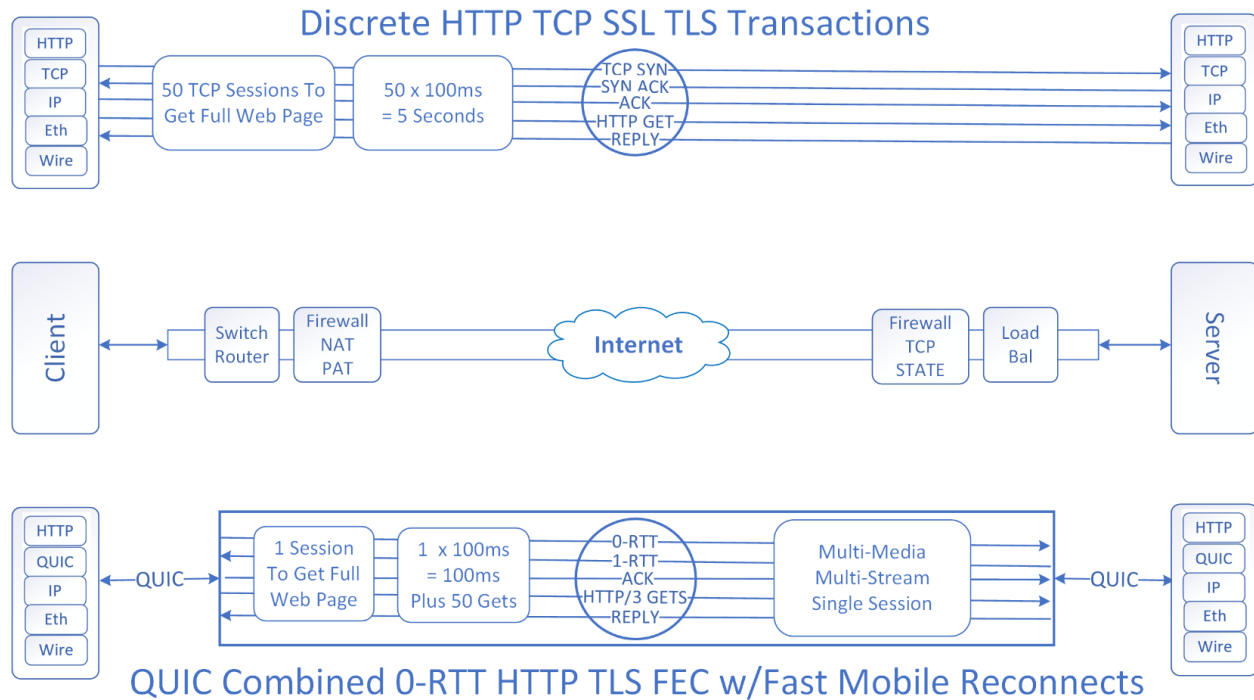 Discrete HTTP TCP SSL TLS Transactions
HTTP
TCP
IP
Eth
Wire
50 TCP Sessions To
Get Full Web Page
50 x 100ms
= 5 Seconds
TCP SYN
SYN ACK
ACK
HTTP GET
REPLY
HTTP
TCP
IP
Eth
Wire
Client
Switch
Router
Firewall
NAT
PAT
Internet
Firewall
TCP
STATE
Load
Bal
Server
HTTP
QUIC
IP
Eth
Wire
QUIC
1 Session
To Get Full
Web Page
1 x 100ms
= 100ms
Plus 50 Gets
0-RTT
1-RTT
ACK
HTTP/3 GETS
REPLY
Multi-Media
Multi-Stream
Single Session
QUIC
HTTP
QUIC
IP
Eth
Wire
QUIC Combined 0-RTT HTTP TLS FEC w/Fast Mobile Reconnects